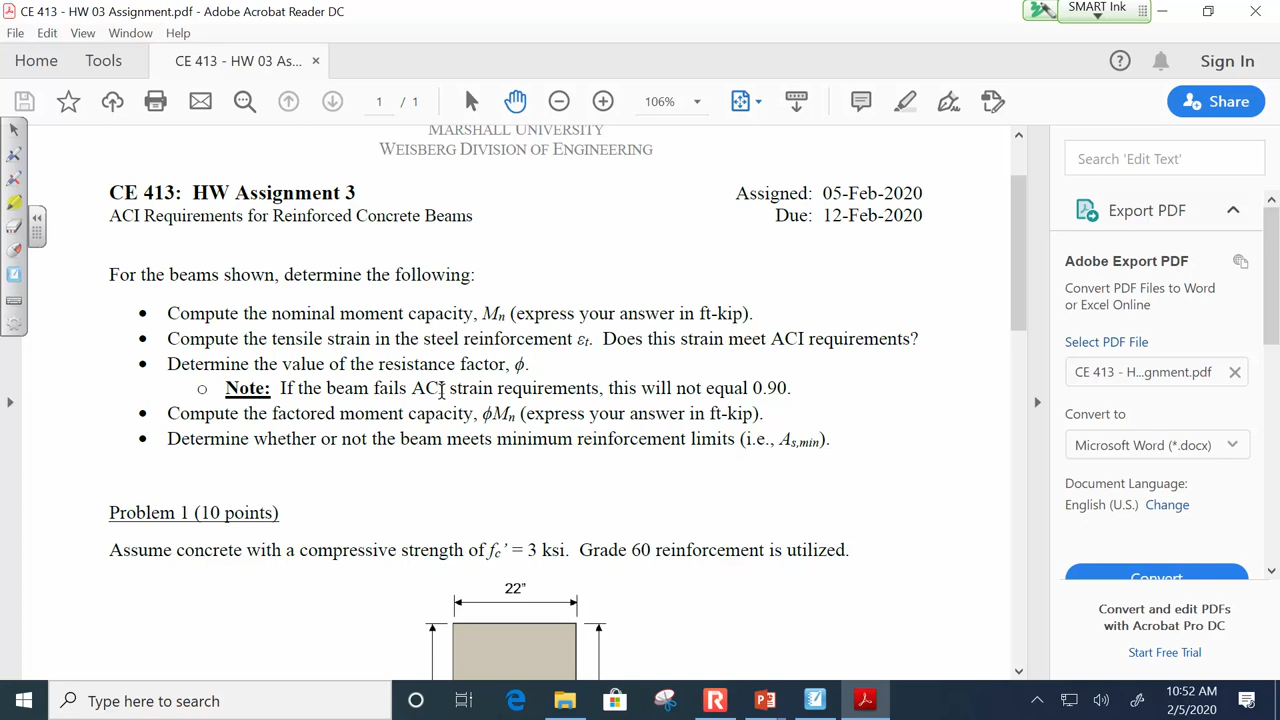 CE 413 - HW 03 Assignment.pdf - Adobe Acrobat Reader DC
SMART Ink
File Edit View Window Help
Home Tools CE 413 - HW 03 As... × Sign In
1 / 1 106% Share
MARSHALL UNIVERSITY
WEISBERG DIVISION OF ENGINEERING
CE 413: HW Assignment 3 Assigned: 05-Feb-2020
ACI Requirements for Reinforced Concrete Beams Due: 12-Feb-2020
For the beams shown, determine the following:
• Compute the nominal moment capacity, Mn (express your answer in ft-kip).
• Compute the tensile strain in the steel reinforcement εt. Does this strain meet ACI requirements?
• Determine the value of the resistance factor, ϕ.
o Note: If the beam fails ACI strain requirements, this will not equal 0.90.
• Compute the factored moment capacity, ϕMn (express your answer in ft-kip).
• Determine whether or not the beam meets minimum reinforcement limits (i.e., As,min).
Problem 1 (10 points)
Assume concrete with a compressive strength of fc’ = 3 ksi. Grade 60 reinforcement is utilized.
22”
Search 'Edit Text'
Export PDF
Adobe Export PDF
Convert PDF Files to Word
or Excel Online
Select PDF File
CE 413 - H...gnment.pdf
Convert to
Microsoft Word (*.docx)
Document Language:
English (U.S.) Change
Convert
Convert and edit PDFs
with Acrobat Pro DC
Start Free Trial
Type here to search
10:52 AM
2/5/2020